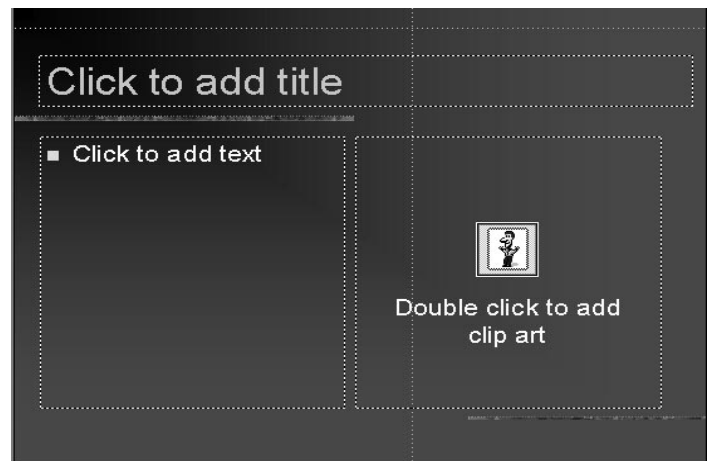 Click to add title
Click to add text
Double click to add
clip art